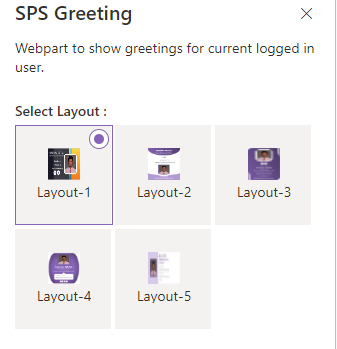 SPS Greeting
Webpart to show greetings for current logged in
user.
Select Layout :
Layout-1
Layout-2
Layout-3
Layout-4
Layout-5